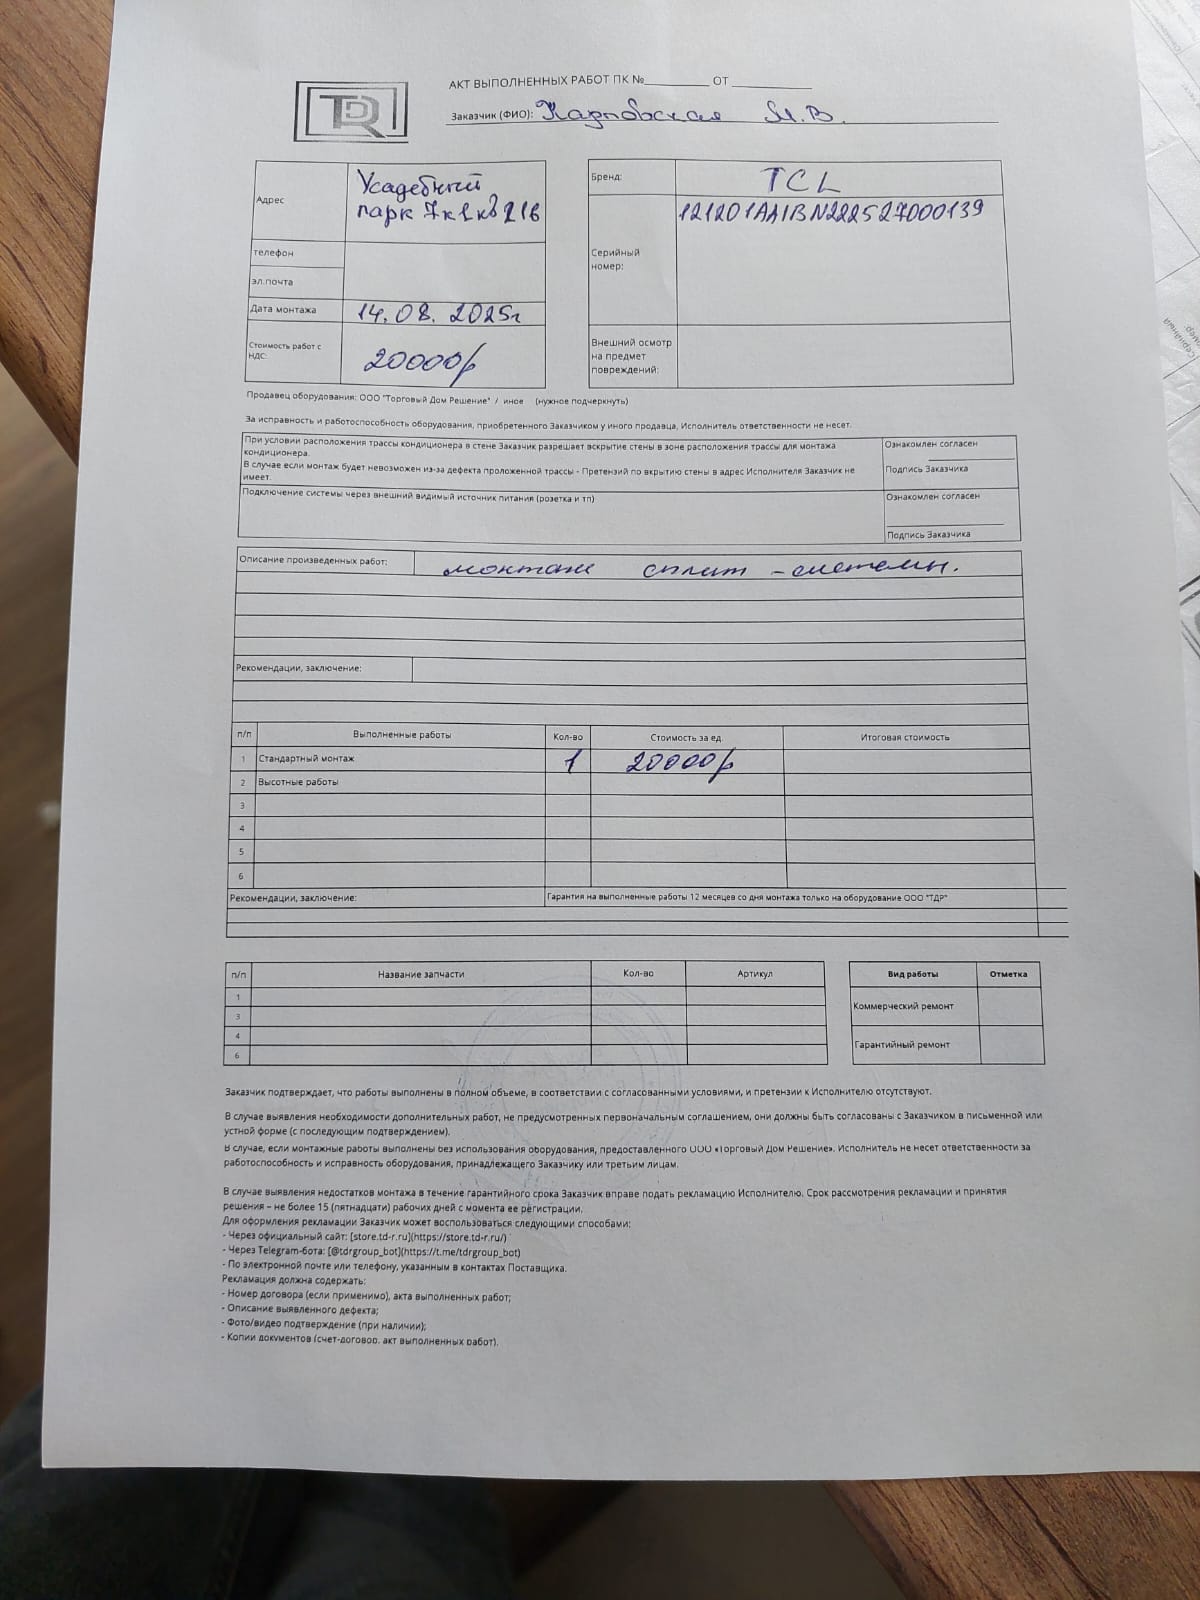 TDR
АКТ ВЫПОЛНЕННЫХ РАБОТ ПК №__________ ОТ ____________
Заказчик (ФИО): Карповская М.В.
Адрес
Усадебный
парк 7к1кв216
телефон
эл.почта
Дата монтажа 14.08.2025г
Стоимость работ с
НДС: 20000р
Бренд: TCL
Серийный
номер:
121201AA1BN222527000139
Внешний осмотр
на предмет
повреждений:
Продавец оборудования: ООО "Торговый Дом Решение" / иное (нужное подчеркнуть)
За исправность и работоспособность оборудования, приобретенного Заказчиком у иного продавца, Исполнитель ответственности не несет.
При условии расположения трассы кондиционера в стене Заказчик разрешает вскрытие стены в зоне расположения трассы для монтажа
кондиционера.
В случае если монтаж будет невозможен из-за дефекта проложенной трассы - Претензий по вкрытию стены в адрес Исполнителя Заказчик не
имеет.
Ознакомлен согласен
Подпись Заказчика
Подключение системы через внешний видимый источник питания (розетка и тп)
Ознакомлен согласен
Подпись Заказчика
Описание произведенных работ: монтаж сплит-системы.
Рекомендации, заключение:
п/п Выполненные работы Кол-во Стоимость за ед. Итоговая стоимость
1 Стандартный монтаж 1 20000р
2 Высотные работы
3
4
5
6
Рекомендации, заключение: Гарантия на выполненные работы 12 месяцев со дня монтажа только на оборудование ООО "ТДР"
п/п Название запчасти Кол-во Артикул
1
3
4
6
Вид работы Отметка
Коммерческий ремонт
Гарантийный ремонт
Заказчик подтверждает, что работы выполнены в полном объеме, в соответствии с согласованными условиями, и претензии к Исполнителю отсутствуют.
В случае выявления необходимости дополнительных работ, не предусмотренных первоначальным соглашением, они должны быть согласованы с Заказчиком в письменной или
устной форме (с последующим подтверждением).
В случае, если монтажные работы выполнены без использования оборудования, предоставленного ООО «Торговый Дом Решение». Исполнитель не несет ответственности за
работоспособность и исправность оборудования, принадлежащего Заказчику или третьим лицам.
В случае выявления недостатков монтажа в течение гарантийного срока Заказчик вправе подать рекламацию Исполнителю. Срок рассмотрения рекламации и принятия
решения – не более 15 (пятнадцати) рабочих дней с момента ее регистрации.
Для оформления рекламации Заказчик может воспользоваться следующими способами:
- Через официальный сайт: [store.td-r.ru](https://store.td-r.ru/)
- Через Telegram-бота: [@tdrgroup_bot](https://t.me/tdrgroup_bot)
- По электронной почте или телефону, указанным в контактах Поставщика.
Рекламация должна содержать:
- Номер договора (если применимо), акта выполненных работ;
- Описание выявленного дефекта;
- Фото/видео подтверждение (при наличии);
- Копии документов (счет-договор, акт выполненных работ).